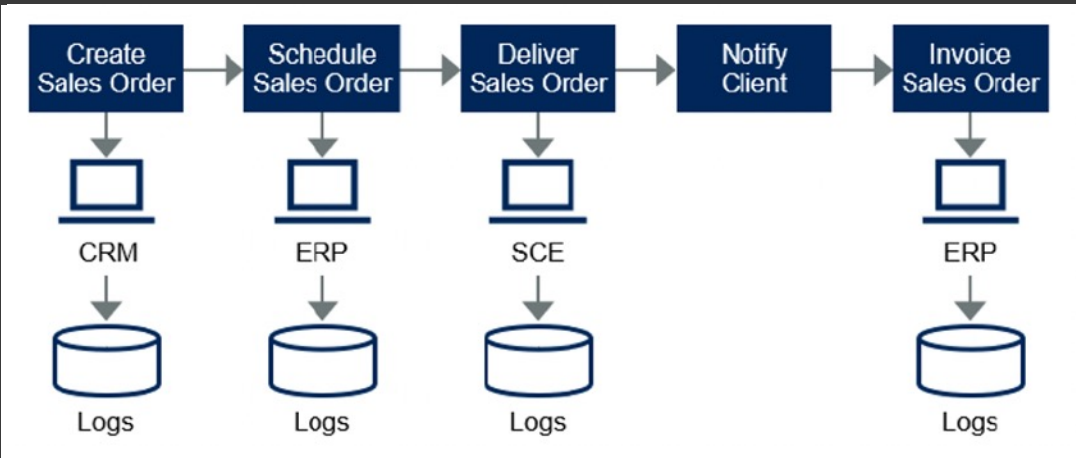 Create
Sales Order
Schedule
Sales Order
Deliver
Sales Order
Notify
Client
Invoice
Sales Order
CRM
ERP
SCE
ERP
Logs
Logs
Logs
Logs